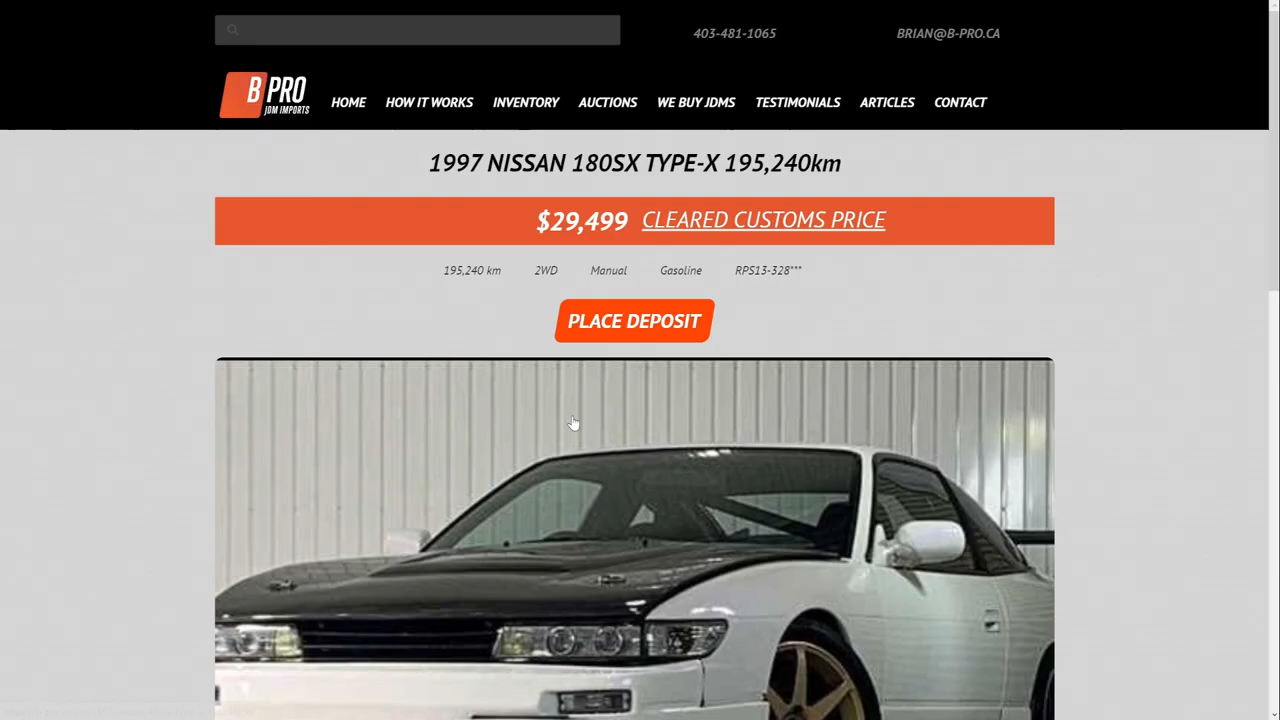 403-481-1065 BRIAN@B-PRO.CA
B PRO
JDM IMPORTS
HOME HOW IT WORKS INVENTORY AUCTIONS WE BUY JDMS TESTIMONIALS ARTICLES CONTACT
1997 NISSAN 180SX TYPE-X 195,240km
$29,499 CLEARED CUSTOMS PRICE
195,240 km 2WD Manual Gasoline RPS13-328***
PLACE DEPOSIT